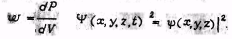 w = dP/dV   Ψ(x,y,z,t)² = Ψ(x,y,z)|².